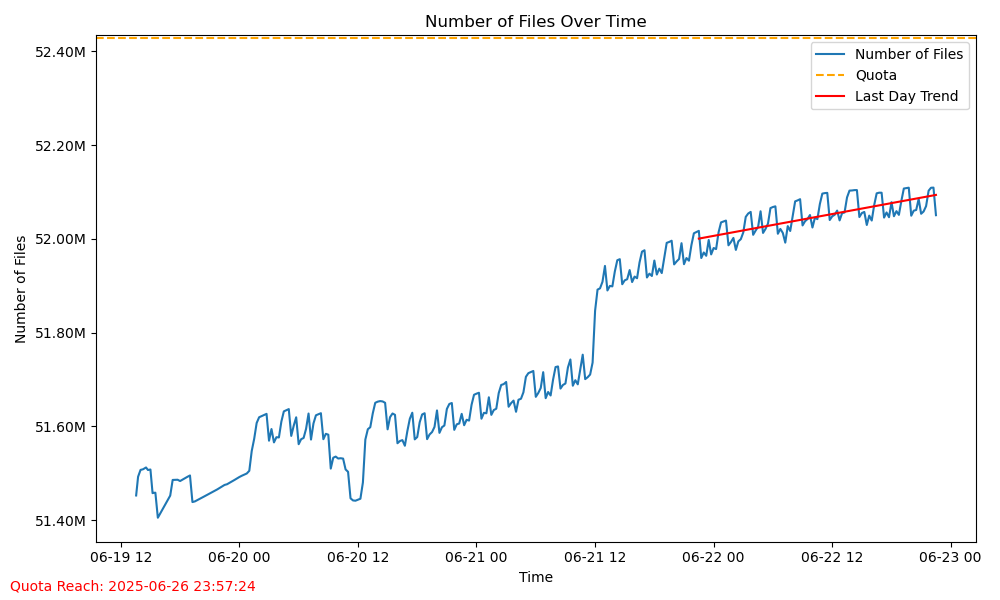 Number of Files Over Time
52.40M
52.20M
52.00M
51.80M
51.60M
51.40M
Number of Files
Number of Files
Quota
Last Day Trend
06-19 12
06-20 00
06-20 12
06-21 00
06-21 12
06-22 00
06-22 12
06-23 00
Time
Quota Reach: 2025-06-26 23:57:24